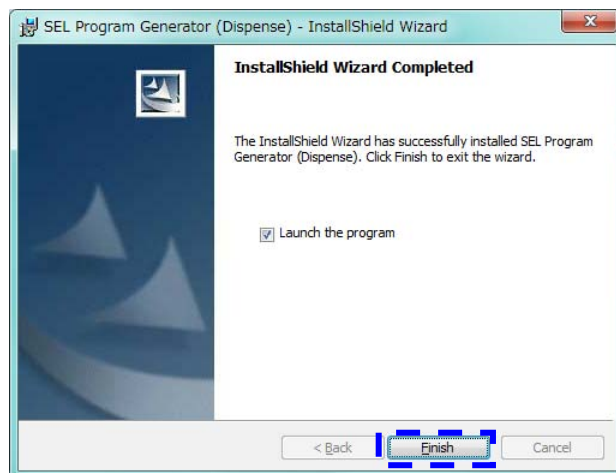 SEL Program Generator (Dispense) - InstallShield Wizard
InstallShield Wizard Completed
The InstallShield Wizard has successfully installed SEL Program
Generator (Dispense). Click Finish to exit the wizard.
Launch the program
< Back
Finish
Cancel